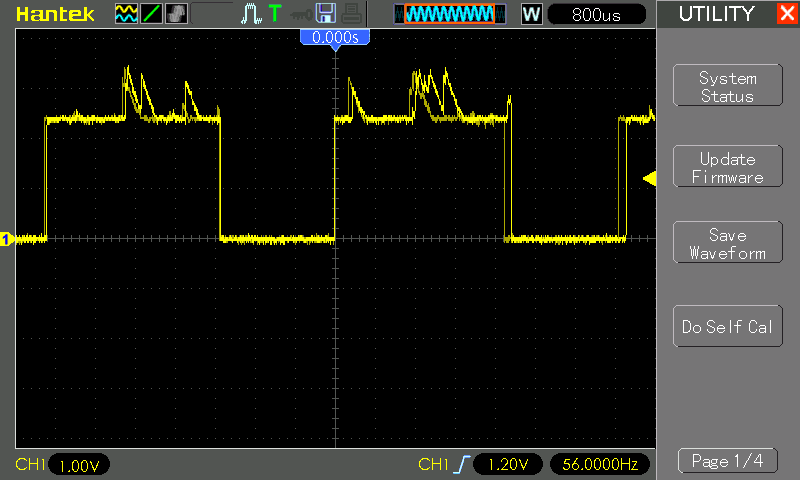 Hantek
T
W
800us
UTILITY
0.000s
System
Status
Update
Firmware
Save
Waveform
Do Self Cal
1
CH1 1.00V
CH1 1.20V 56.0000Hz
Page 1/4